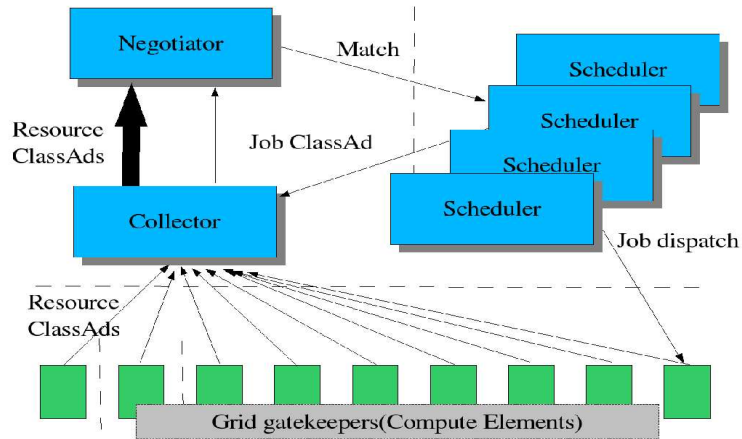 Negotiator
Match
Scheduler
Scheduler
Scheduler
Scheduler
Resource
ClassAds
Job ClassAd
Collector
Job dispatch
Resource
ClassAds
Grid gatekeepers(Compute Elements)